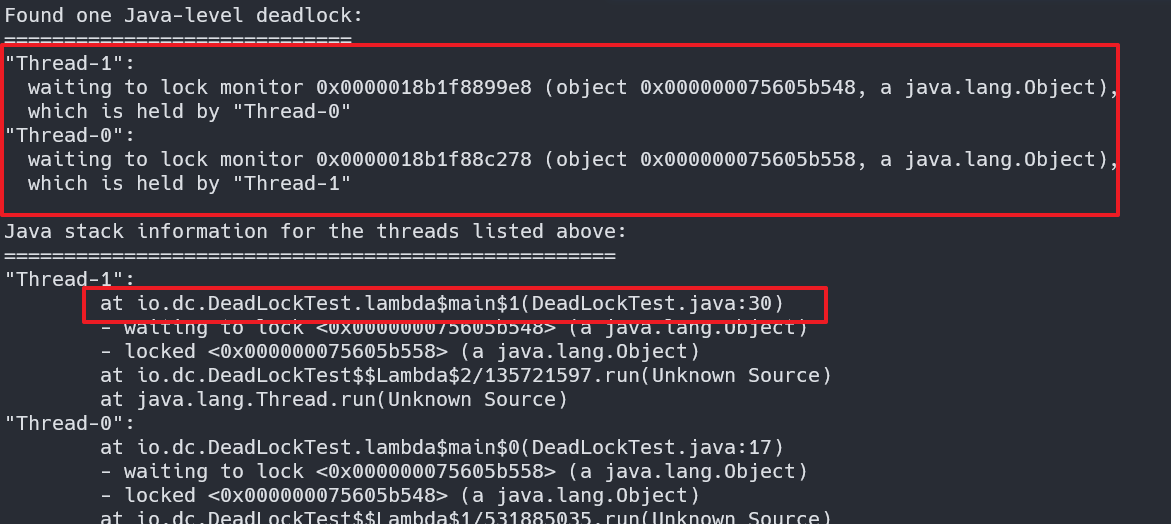 Found one Java-level deadlock:
=============================
"Thread-1":
  waiting to lock monitor 0x0000018b1f8899e8 (object 0x000000075605b548, a java.lang.Object),
  which is held by "Thread-0"
"Thread-0":
  waiting to lock monitor 0x0000018b1f88c278 (object 0x000000075605b558, a java.lang.Object),
  which is held by "Thread-1"
Java stack information for the threads listed above:
===================================================
"Thread-1":
        at io.dc.DeadLockTest.lambda$main$1(DeadLockTest.java:30)
        - waiting to lock <0x000000075605b548> (a java.lang.Object)
        - locked <0x000000075605b558> (a java.lang.Object)
        at io.dc.DeadLockTest$$Lambda$2/135721597.run(Unknown Source)
        at java.lang.Thread.run(Unknown Source)
"Thread-0":
        at io.dc.DeadLockTest.lambda$main$0(DeadLockTest.java:17)
        - waiting to lock <0x000000075605b558> (a java.lang.Object)
        - locked <0x000000075605b548> (a java.lang.Object)
        at io.dc.DeadLockTest$$Lambda$1/531885035.run(Unknown Source)